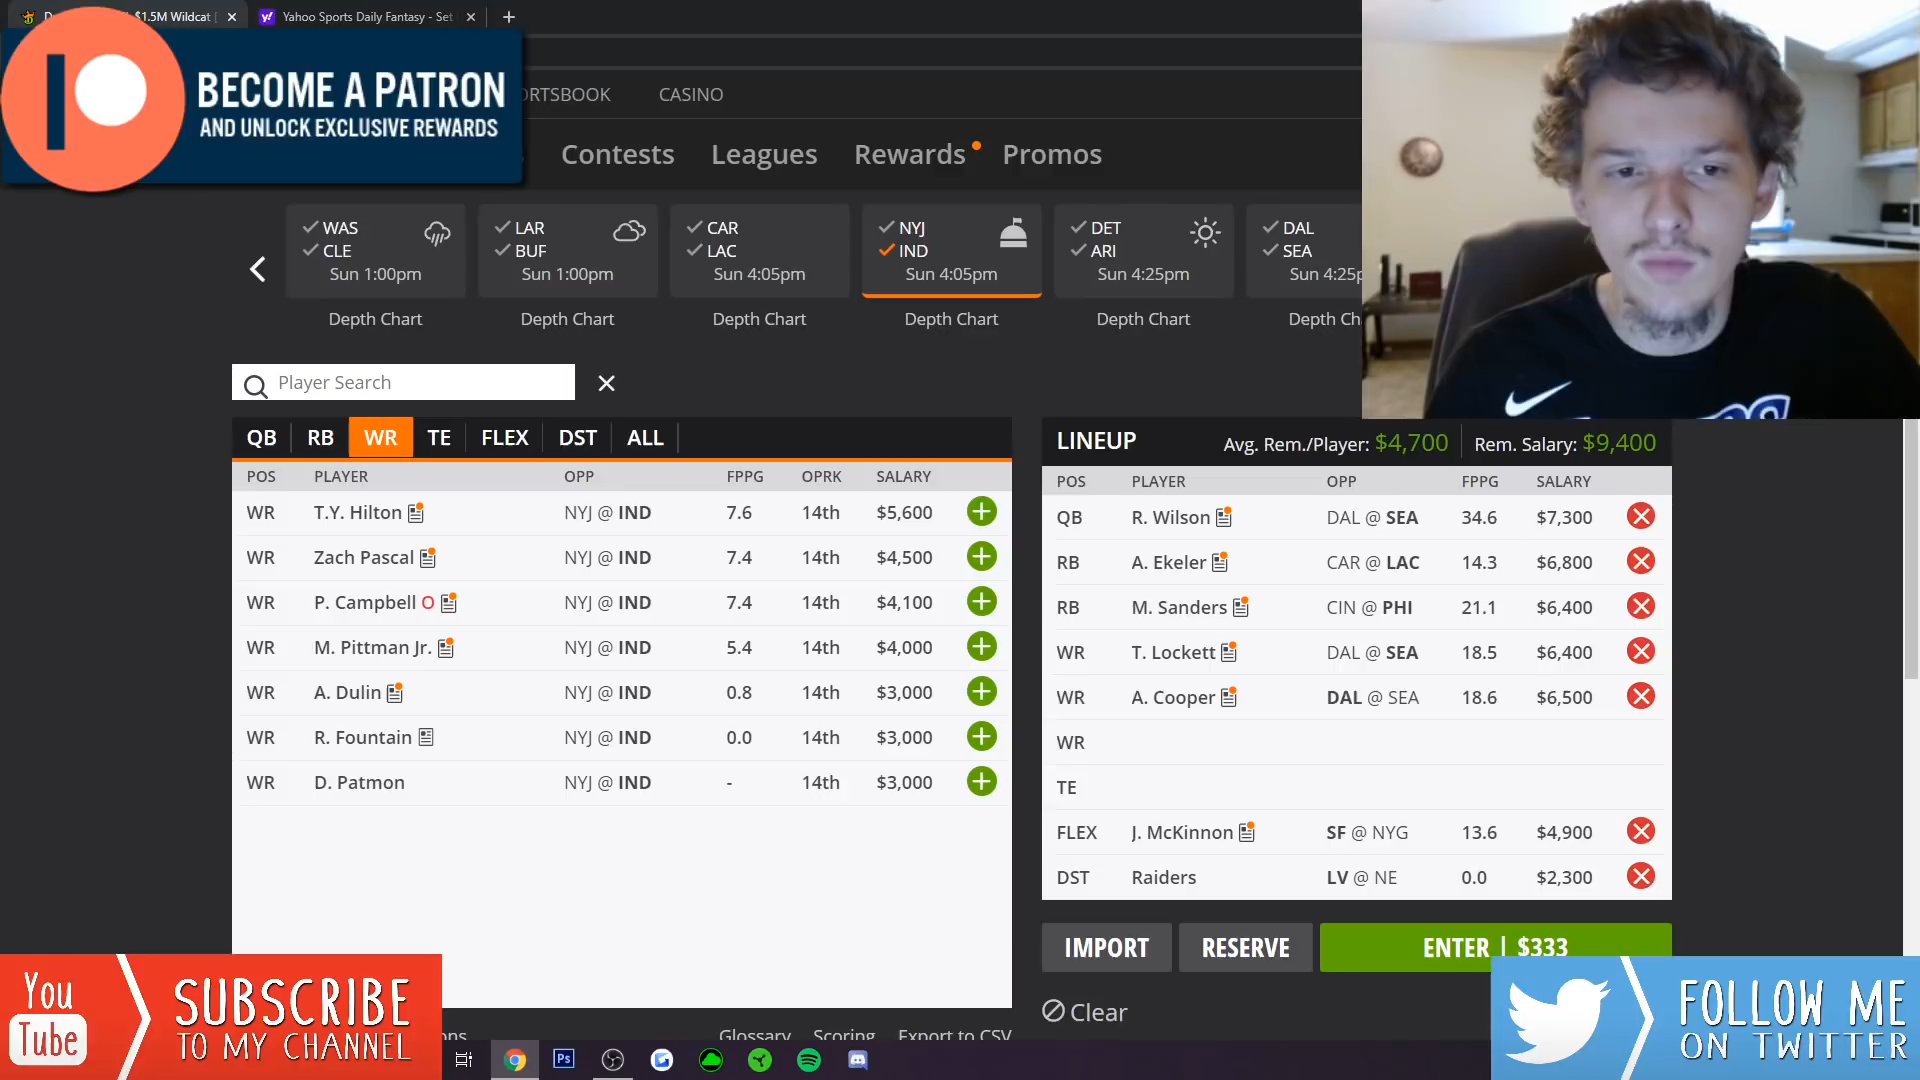 $1.5M Wildcat
Yahoo Sports Daily Fantasy - Set
BECOME A PATRON
AND UNLOCK EXCLUSIVE REWARDS
ORTSBOOK
CASINO
Contests
Leagues
Rewards
Promos
WAS
CLE
Sun 1:00pm
Depth Chart
LAR
BUF
Sun 1:00pm
Depth Chart
CAR
LAC
Sun 4:05pm
Depth Chart
NYJ
IND
Sun 4:05pm
Depth Chart
DET
ARI
Sun 4:25pm
Depth Chart
DAL
SEA
Sun 4:25p
Depth Ch
Player Search
QB RB WR TE FLEX DST ALL
POS PLAYER OPP FPPG OPRK SALARY
WR T.Y. Hilton NYJ @ IND 7.6 14th $5,600
WR Zach Pascal NYJ @ IND 7.4 14th $4,500
WR P. Campbell O NYJ @ IND 7.4 14th $4,100
WR M. Pittman Jr. NYJ @ IND 5.4 14th $4,000
WR A. Dulin NYJ @ IND 0.8 14th $3,000
WR R. Fountain NYJ @ IND 0.0 14th $3,000
WR D. Patmon NYJ @ IND - 14th $3,000
LINEUP Avg. Rem./Player: $4,700 Rem. Salary: $9,400
POS PLAYER OPP FPPG SALARY
QB R. Wilson DAL @ SEA 34.6 $7,300
RB A. Ekeler CAR @ LAC 14.3 $6,800
RB M. Sanders CIN @ PHI 21.1 $6,400
WR T. Lockett DAL @ SEA 18.5 $6,400
WR A. Cooper DAL @ SEA 18.6 $6,500
WR
TE
FLEX J. McKinnon SF @ NYG 13.6 $4,900
DST Raiders LV @ NE 0.0 $2,300
IMPORT
RESERVE
ENTER | $333
Clear
ons
Glossary
Scoring
Export to CSV
You
Tube
SUBSCRIBE
TO MY CHANNEL
Ps
FOLLOW ME
ON TWITTER